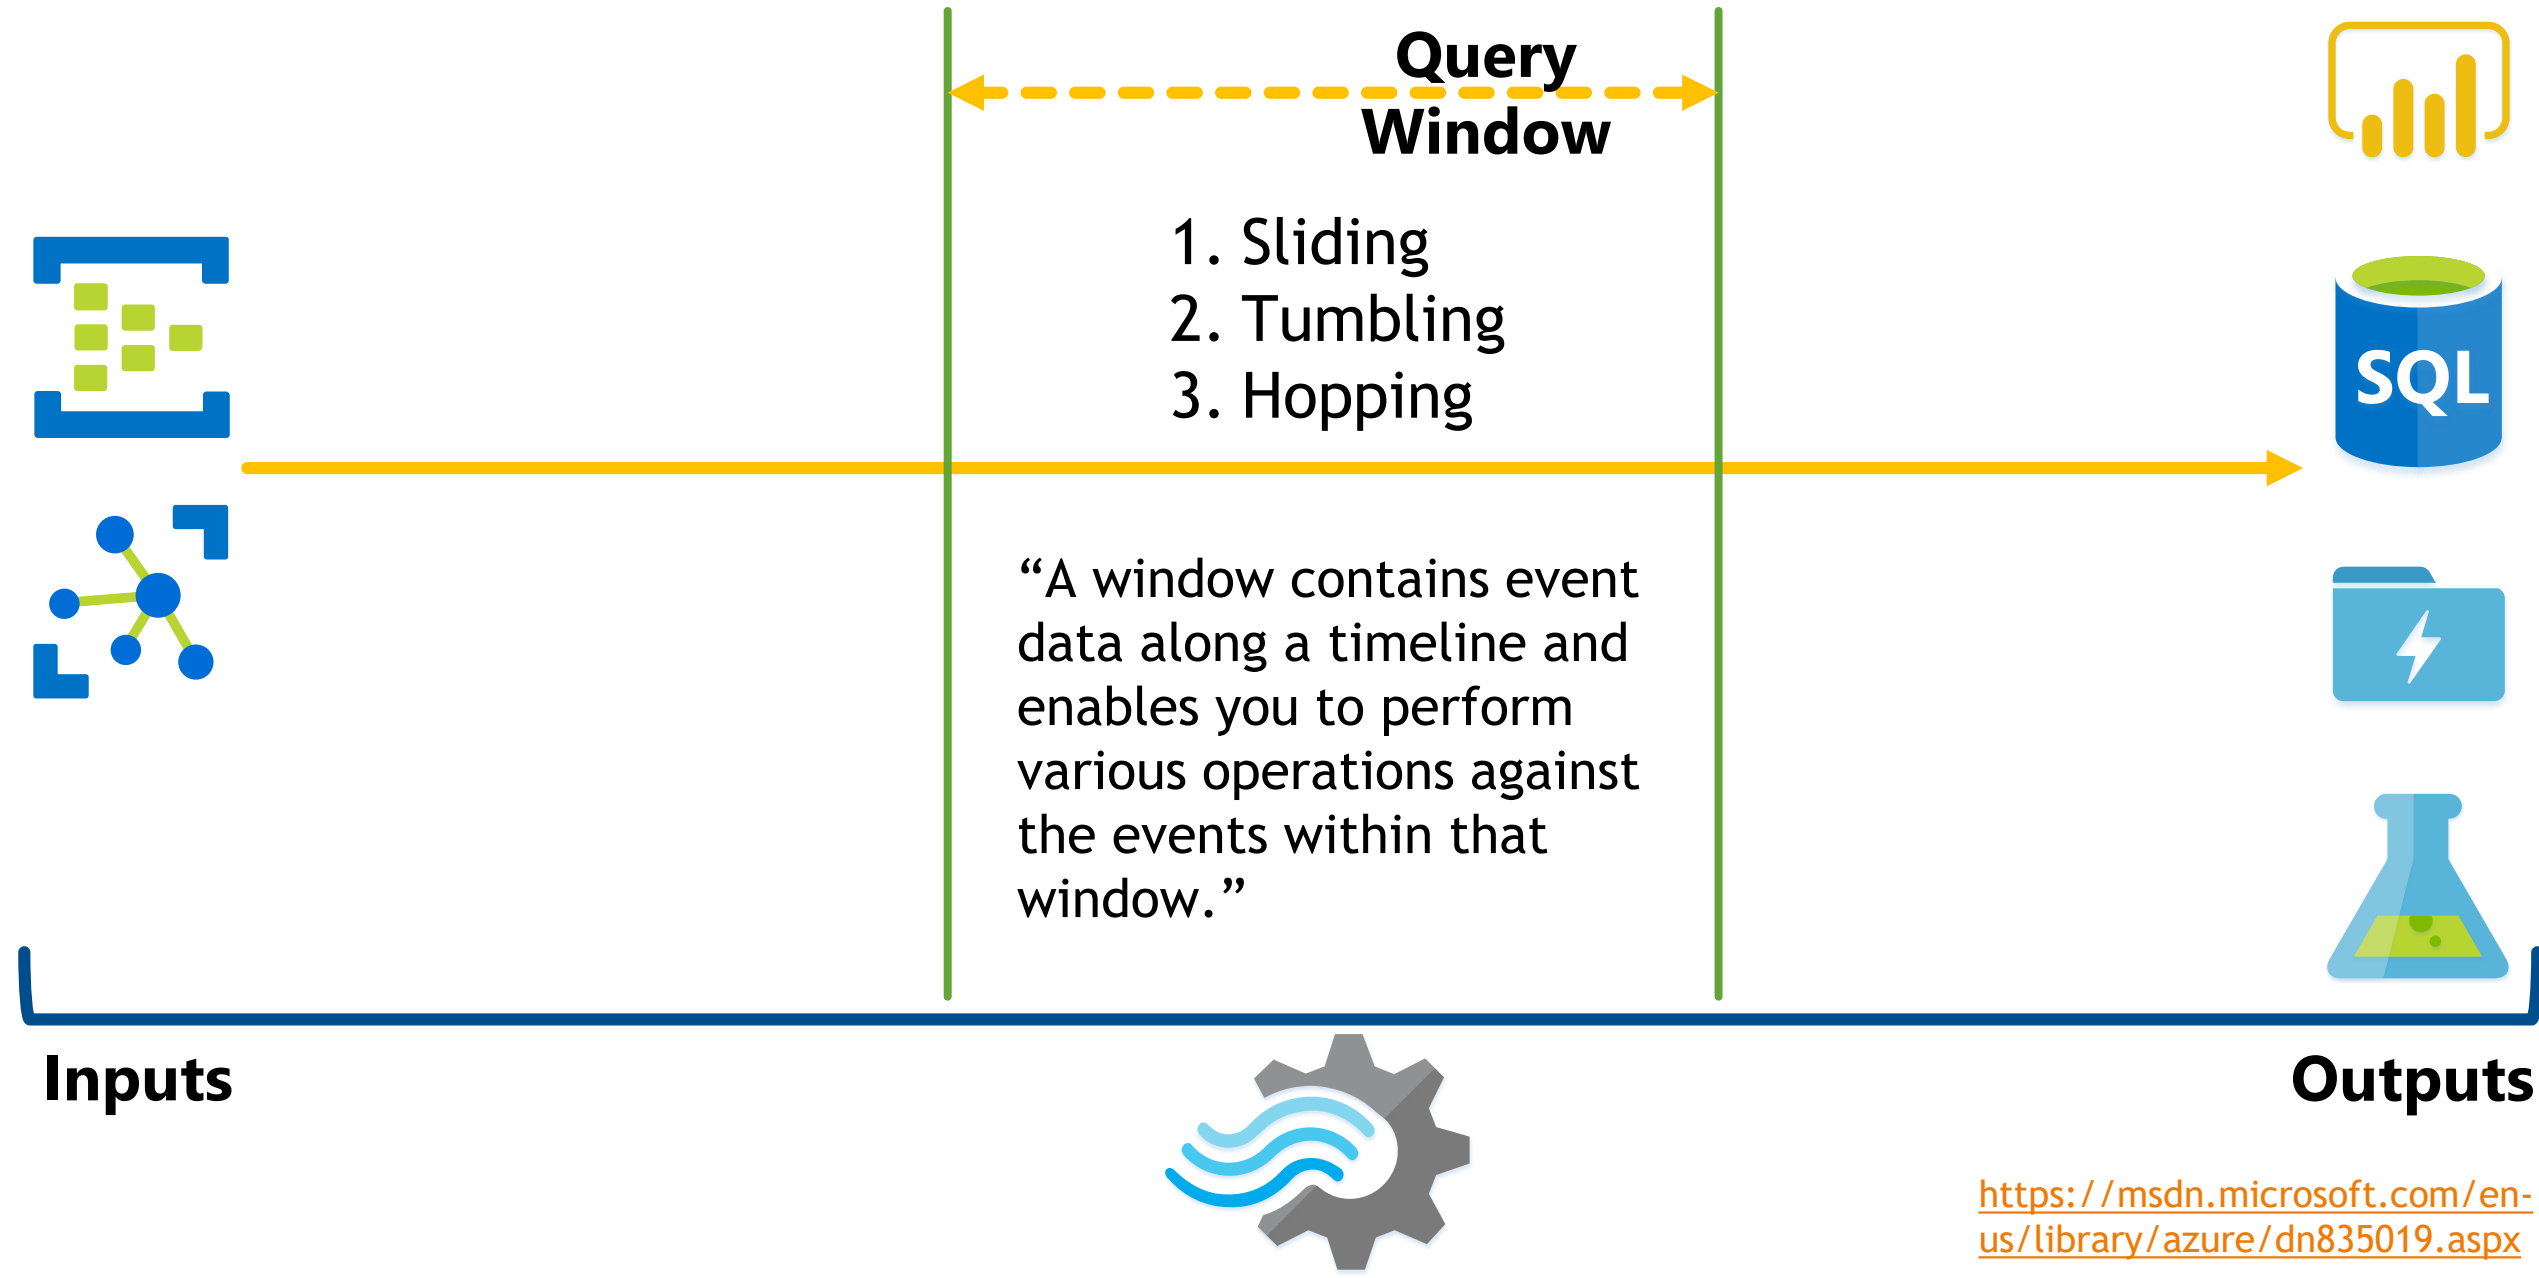 Query
Window
1. Sliding
2. Tumbling
3. Hopping
SQL
“A window contains event
data along a timeline and
enables you to perform
various operations against
the events within that
window.”
Inputs
Outputs
https://msdn.microsoft.com/en-
us/library/azure/dn835019.aspx